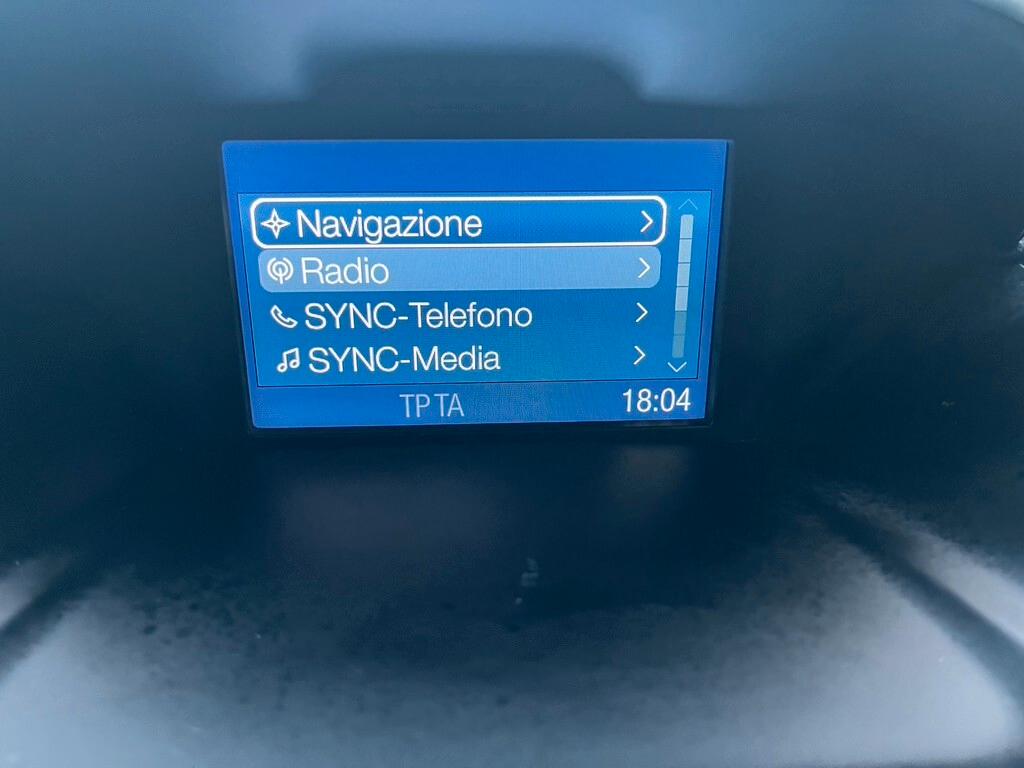 Navigazione
Radio
SYNC-Telefono
SYNC-Media
TP TA 18:04